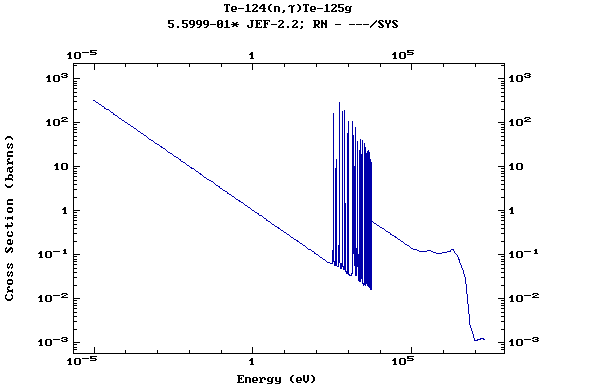 Te-124(n,γ)Te-125g
5.5999-01* JEF-2.2; RN - ---/SYS
10⁻⁵ 1 10⁵
10³ 10³
10² 10²
10 10
1 1
10⁻¹ 10⁻¹
10⁻² 10⁻²
10⁻³ 10⁻³
10⁻⁵ 1 10⁵
Cross Section (barns)
Energy (eV)